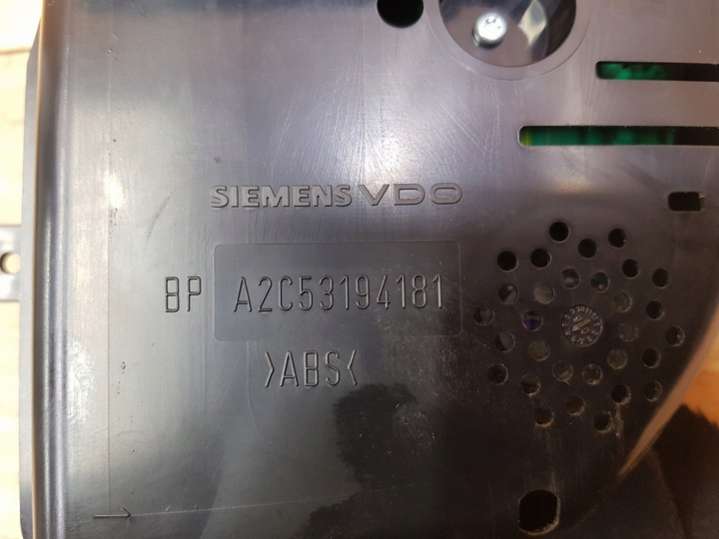 SIEMENS VDO
BP A2C53194181
>ABS<